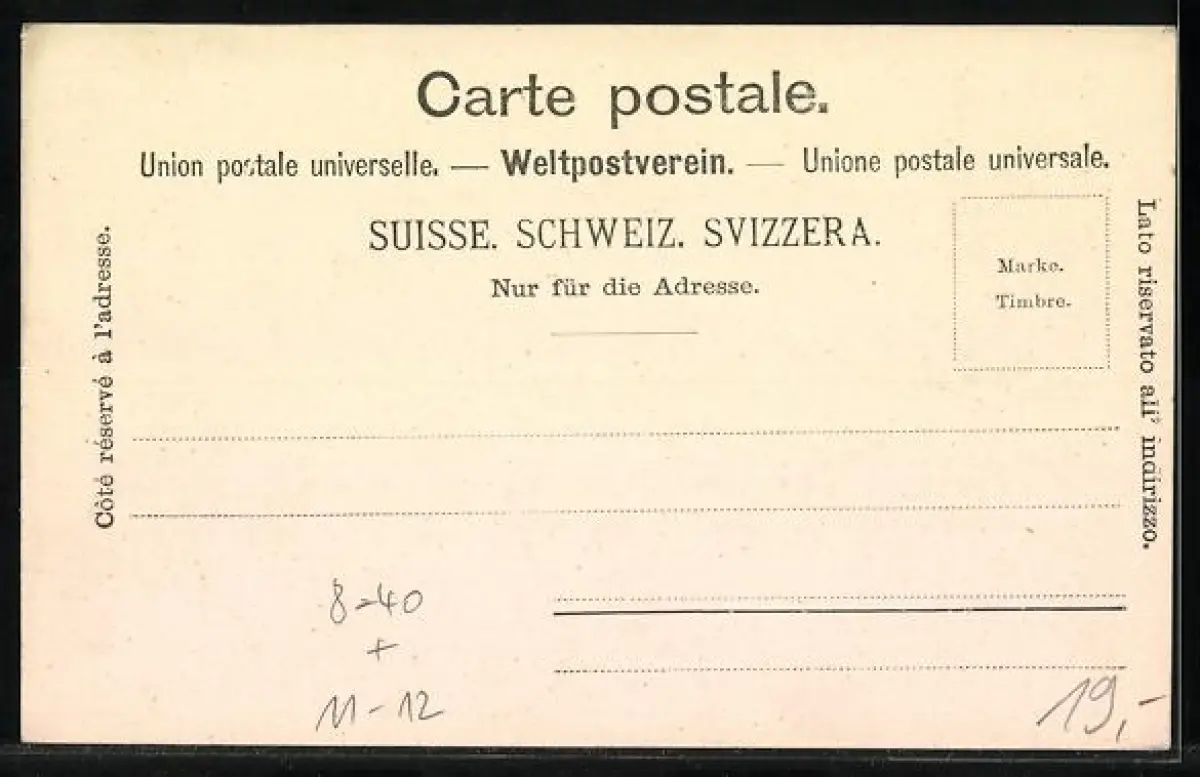 Carte postale.
Union postale universelle. — Weltpostverein. — Unione postale universale.
SUISSE. SCHWEIZ. SVIZZERA.
Nur für die Adresse.
Marke.
Timbre.
Côté réservé à l'adresse.
Lato riservato all' indirizzo.
8-40
+
11-12
19,-